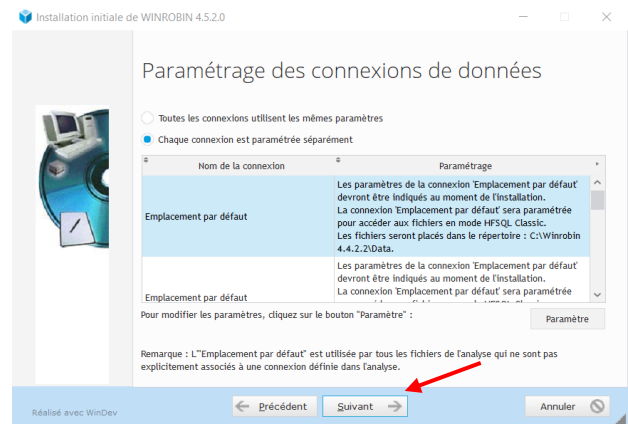 Installation initiale de WINROBIN 4.5.2.0
Paramétrage des connexions de données
Toutes les connexions utilisent les mêmes paramètres
Chaque connexion est paramétrée séparément
Nom de la connexion
Paramétrage
Emplacement par défaut
Les paramètres de la connexion 'Emplacement par défaut'
devront être indiqués au moment de l'installation.
La connexion 'Emplacement par défaut' sera paramétrée
pour accéder aux fichiers en mode HFSQL Classic.
Les fichiers seront placés dans le répertoire : C:\Winrobin
4.4.2.2\Data.
Emplacement par défaut
Les paramètres de la connexion 'Emplacement par défaut'
devront être indiqués au moment de l'installation.
La connexion 'Emplacement par défaut' sera paramétrée
Pour modifier les paramètres, cliquez sur le bouton "Paramètre" :
Paramètre
Remarque : L'"Emplacement par défaut" est utilisée par tous les fichiers de l'analyse qui ne sont pas
explicitement associés à une connexion définie dans l'analyse.
Réalisé avec WinDev
Précédent
Suivant
Annuler